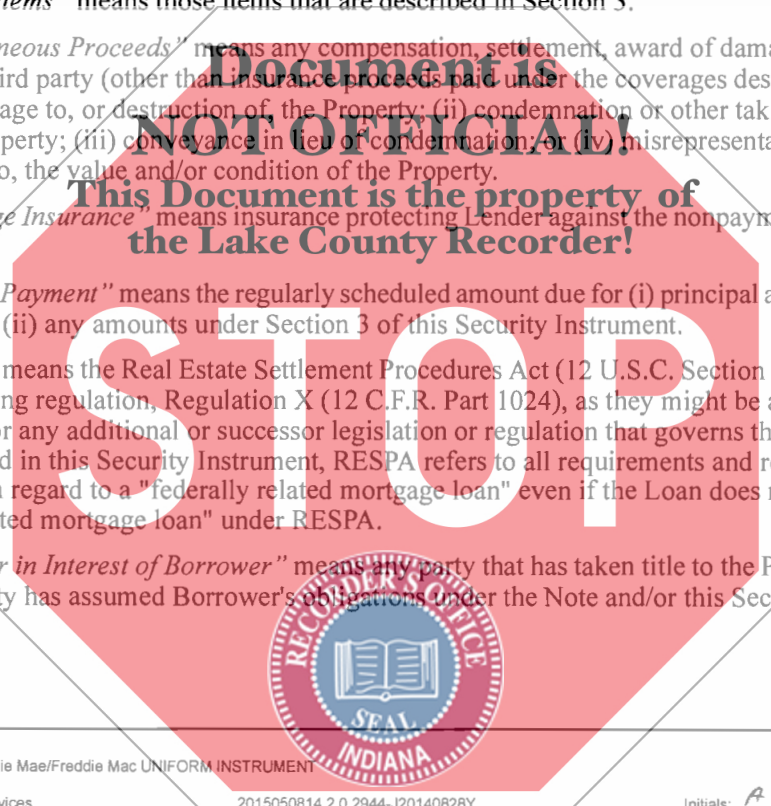 tems" means those items that are described in Section 3.
neous Proceeds" means any compensation, settlement, award of dama
Document is
ird party (other than insurance proceeds paid under the coverages des
age to, or destruction of, the Property; (ii) condemnation or other tak
NOT OFFICIAL!
perty; (iii) conveyance in lieu of condemnation; or (iv) misrepresenta
o, the value and/or condition of the Property.
This Document is the property of
ge Insurance" means insurance protecting Lender against the nonpaym
the Lake County Recorder!
Payment" means the regularly scheduled amount due for (i) principal a
(ii) any amounts under Section 3 of this Security Instrument.
STOP
means the Real Estate Settlement Procedures Act (12 U.S.C. Section
ng regulation, Regulation X (12 C.F.R. Part 1024), as they might be a
r any additional or successor legislation or regulation that governs th
d in this Security Instrument, RESPA refers to all requirements and re
regard to a "federally related mortgage loan" even if the Loan does n
ted mortgage loan" under RESPA.
r in Interest of Borrower" means any party that has taken title to the P
ty has assumed Borrower's obligations under the Note and/or this Sec
RECORDER'S OFFICE
SEAL
INDIANA
ie Mae/Freddie Mac UNIFORM INSTRUMENT
vices
2015050814.2.0.2944-J20140828Y
Initials: